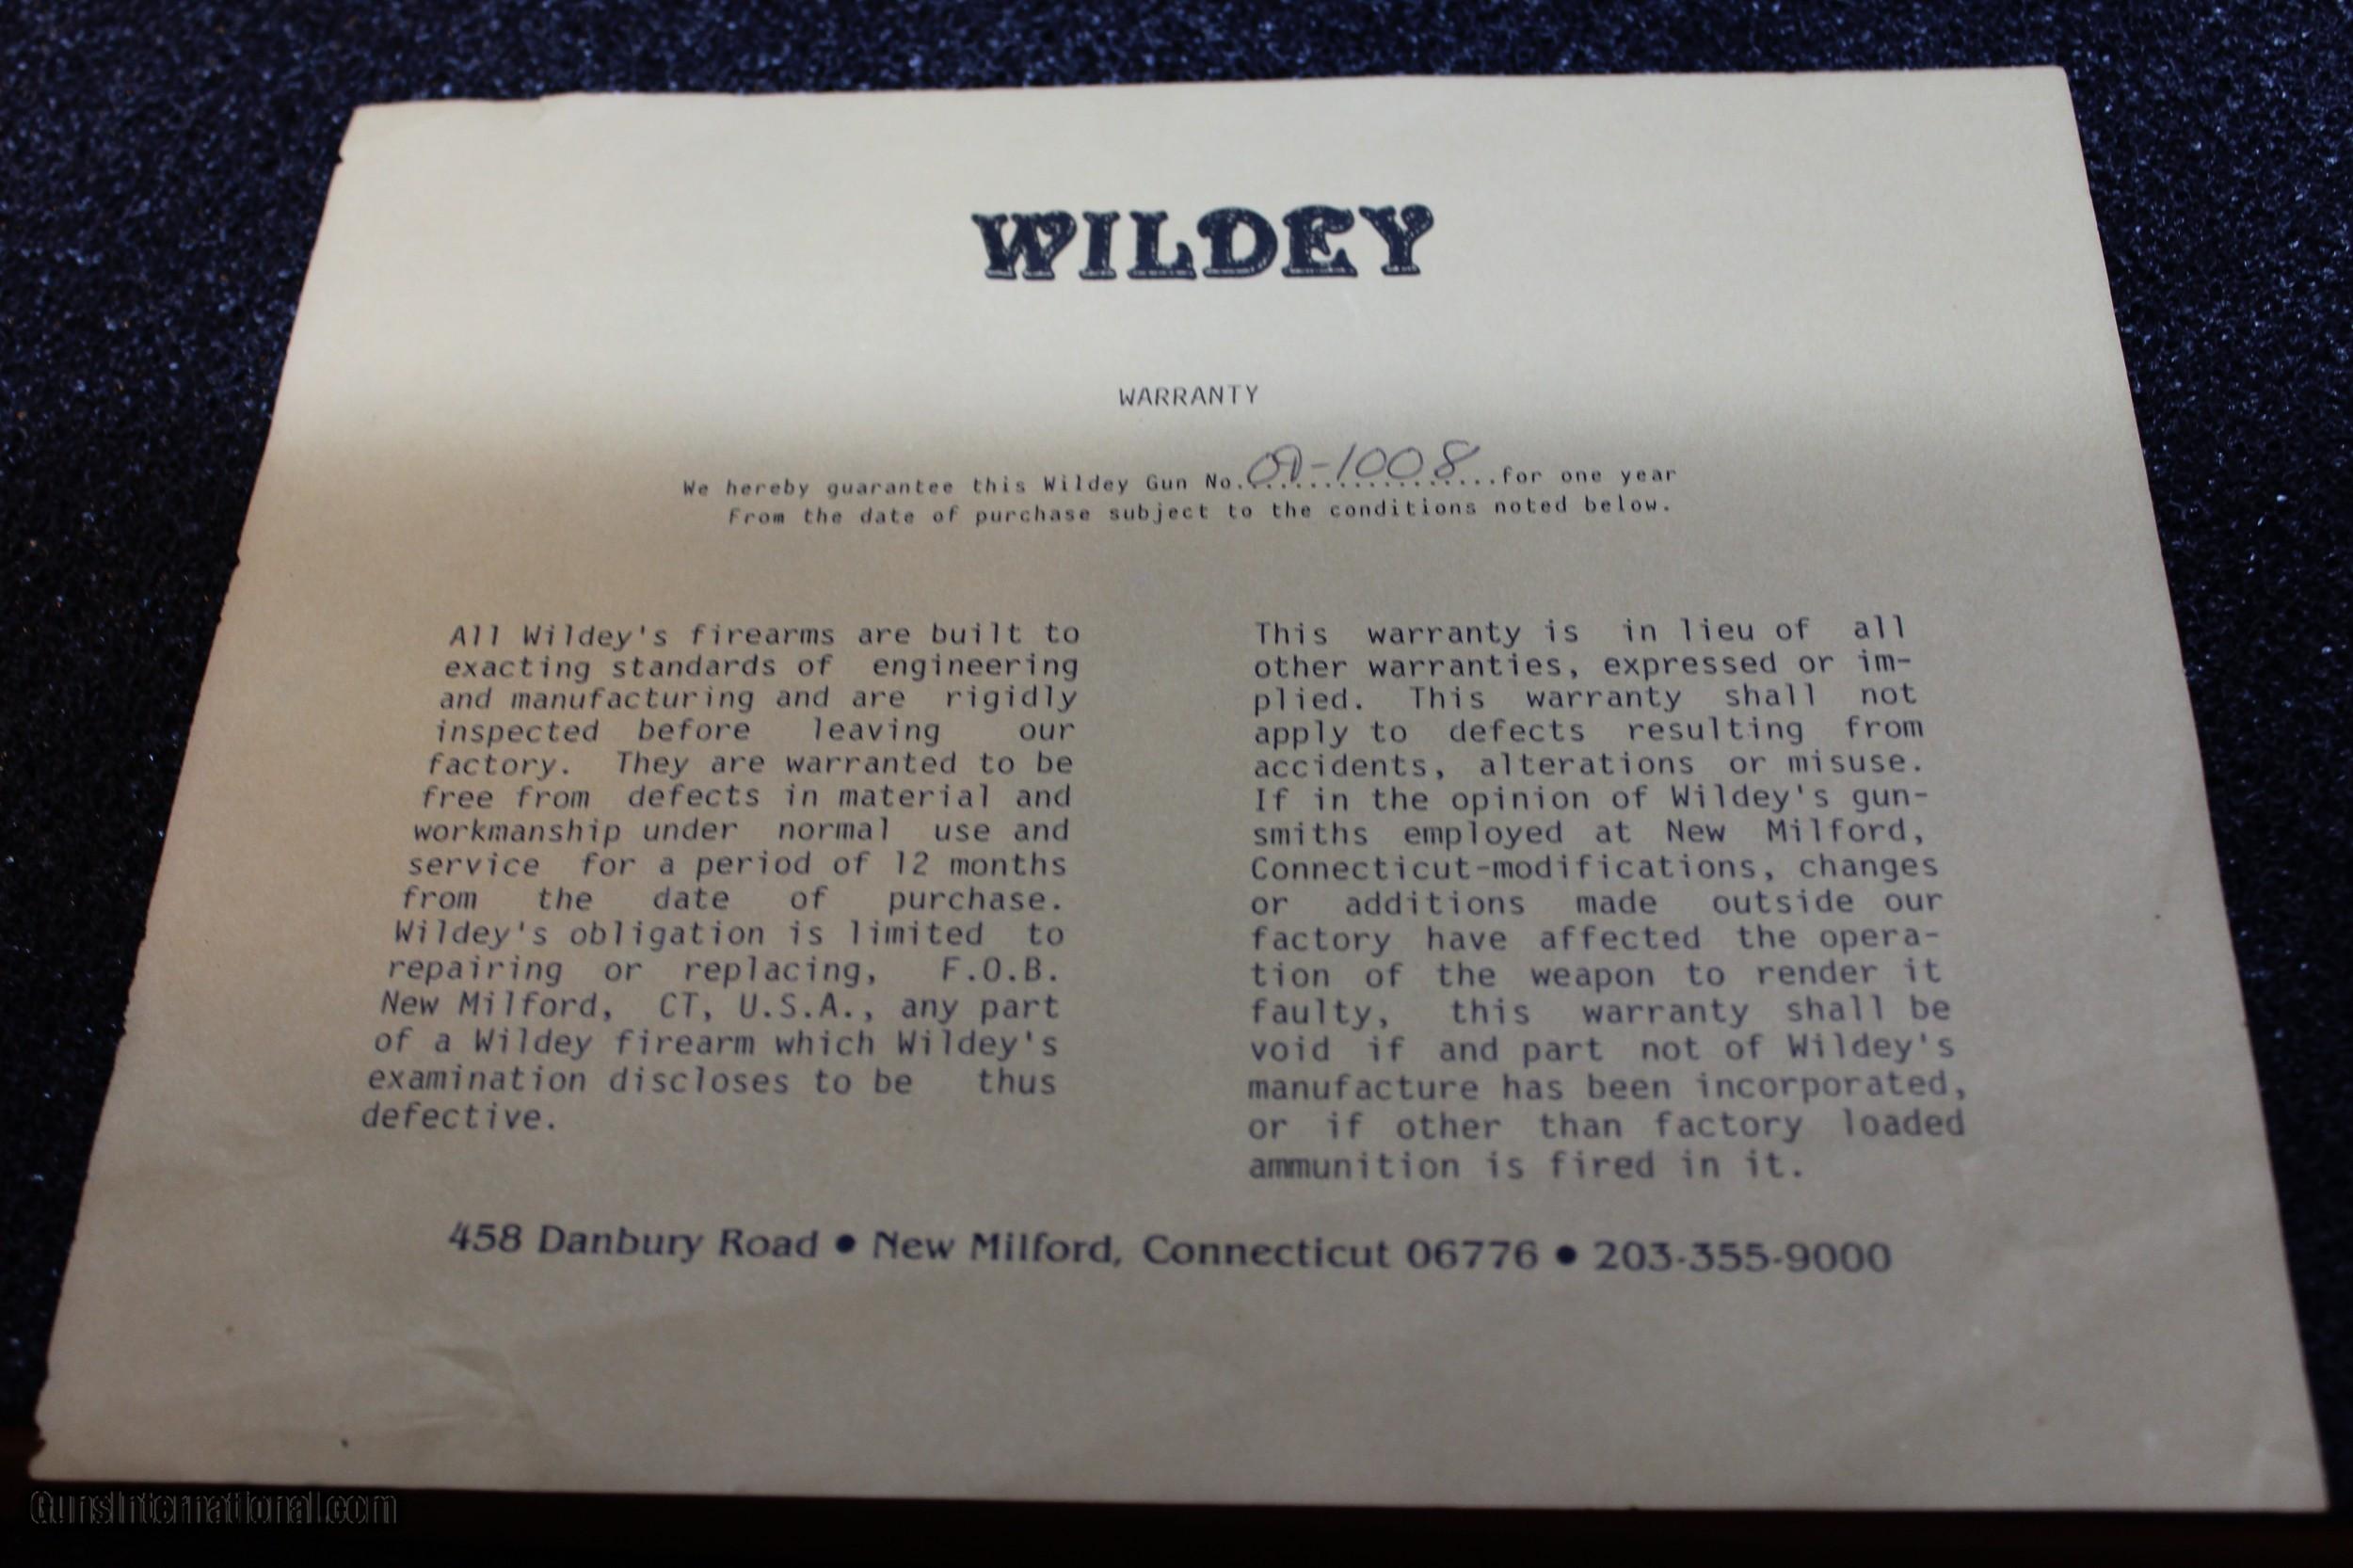 WILDEY
WARRANTY
We hereby guarantee this Wildey Gun No. -1008 for one year
from the date of purchase subject to the conditions noted below.
All Wildey's firearms are built to
exacting standards of engineering
and manufacturing and are rigidly
inspected before leaving our
factory. They are warranted to be
free from defects in material and
workmanship under normal use and
service for a period of 12 months
from the date of purchase.
Wildey's obligation is limited to
repairing or replacing, F.O.B.
New Milford, CT, U.S.A., any part
of a Wildey firearm which Wildey's
examination discloses to be thus
defective.
This warranty is in lieu of all
other warranties, expressed or im-
plied. This warranty shall not
apply to defects resulting from
accidents, alterations or misuse.
If in the opinion of Wildey's gun-
smiths employed at New Milford,
Connecticut-modifications, changes
or additions made outside our
factory have affected the opera-
tion of the weapon to render it
faulty, this warranty shall be
void if and part not of Wildey's
manufacture has been incorporated,
or if other than factory loaded
ammunition is fired in it.
458 Danbury Road • New Milford, Connecticut 06776 • 203-355-9000
GunsInternational.com